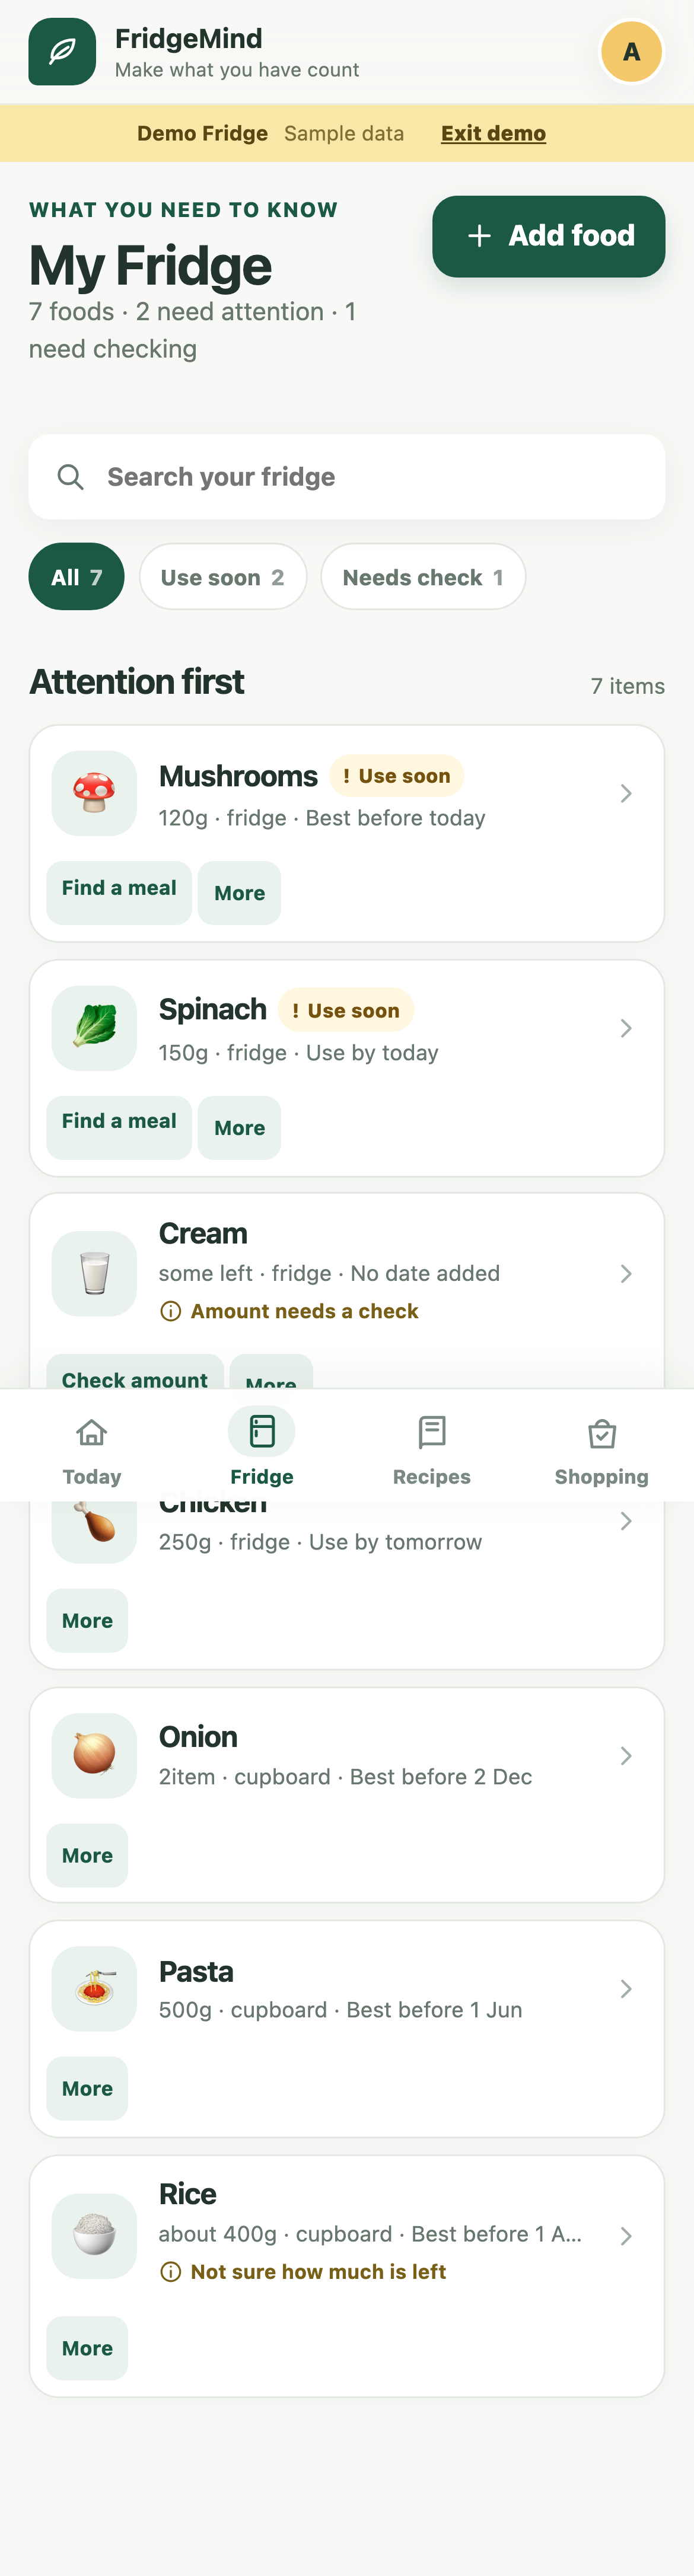 FridgeMind
Make what you have count
A
Demo Fridge Sample data Exit demo
WHAT YOU NEED TO KNOW
My Fridge
+ Add food
7 foods · 2 need attention · 1
need checking
Search your fridge
All 7
Use soon 2
Needs check 1
Attention first
7 items
Mushrooms ! Use soon
120g · fridge · Best before today
Find a meal
More
Spinach ! Use soon
150g · fridge · Use by today
Find a meal
More
Cream
some left · fridge · No date added
Amount needs a check
Check amount
More
Today
Fridge
Recipes
Shopping
Chicken
250g · fridge · Use by tomorrow
More
Onion
2item · cupboard · Best before 2 Dec
More
Pasta
500g · cupboard · Best before 1 Jun
More
Rice
about 400g · cupboard · Best before 1 A...
Not sure how much is left
More